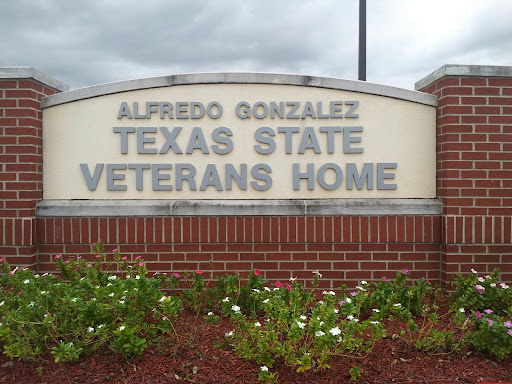 ALFREDO GONZALEZ
TEXAS STATE
VETERANS HOME